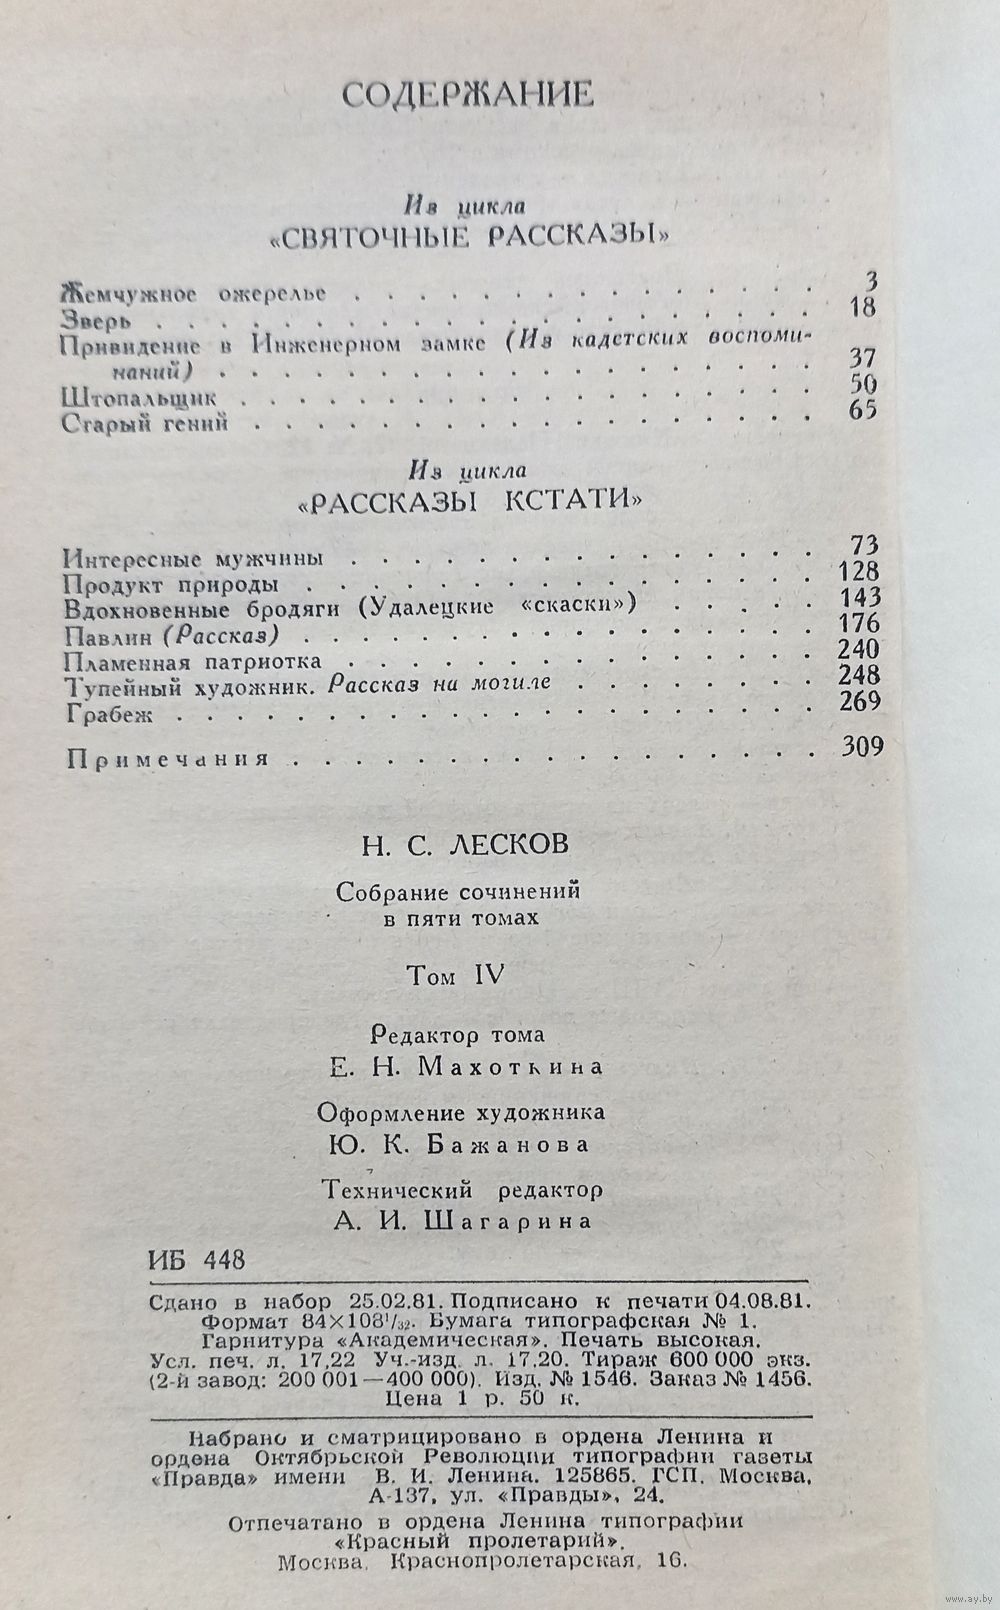 СОДЕРЖАНИЕ
Из цикла
«СВЯТОЧНЫЕ РАССКАЗЫ»
Жемчужное ожерелье . . . . . . . . . . . . . . . 3
Зверь . . . . . . . . . . . . . . . . . . . . 18
Привидение в Инженерном замке (Из кадетских воспоми-
наний) . . . . . . . . . . . . . . . . . . 37
Штопальщик . . . . . . . . . . . . . . . . . . 50
Старый гений . . . . . . . . . . . . . . . . . 65
Из цикла
«РАССКАЗЫ КСТАТИ»
Интересные мужчины . . . . . . . . . . . . . . . 73
Продукт природы . . . . . . . . . . . . . . . . 128
Вдохновенные бродяги (Удалецкие «скаски») . . . . 143
Павлин (Рассказ) . . . . . . . . . . . . . . . . 176
Пламенная патриотка . . . . . . . . . . . . . . . 240
Тупейный художник. Рассказ на могиле . . . . . . . 248
Грабеж . . . . . . . . . . . . . . . . . . . . 269
Примечания . . . . . . . . . . . . . . . . . 309
Н. С. ЛЕСКОВ
Собрание сочинений
в пяти томах
Том IV
Редактор тома
Е. Н. Махоткина
Оформление художника
Ю. К. Бажанова
Технический редактор
А. И. Шагарина
ИБ 448
Сдано в набор 25.02.81. Подписано к печати 04.08.81.
Формат 84×108¹/₃₂. Бумага типографская № 1.
Гарнитура «Академическая». Печать высокая.
Усл. печ. л. 17,22 Уч.-изд. л. 17,20. Тираж 600 000 экз.
(2-й завод: 200 001—400 000). Изд. № 1546. Заказ № 1456.
Цена 1 р. 50 к.
Набрано и сматрицировано в ордена Ленина и
ордена Октябрьской Революции типографии газеты
«Правда» имени В. И. Ленина. 125865. ГСП. Москва,
А-137, ул. «Правды», 24.
Отпечатано в ордена Ленина типографии
«Красный пролетарий».
Москва, Краснопролетарская, 16.
www.ay.by